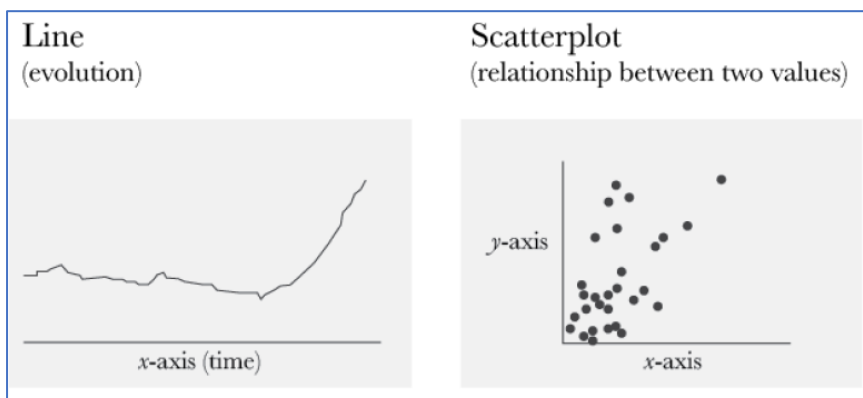 Line
(evolution)
x-axis (time)
Scatterplot
(relationship between two values)
y-axis
x-axis